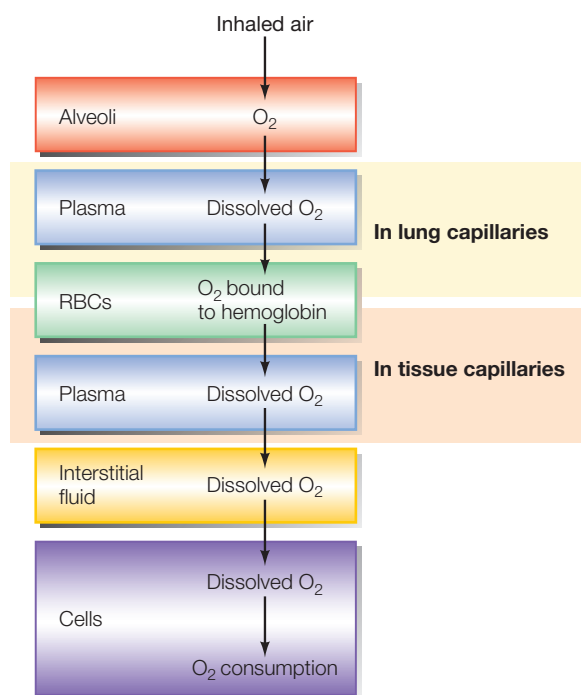 Inhaled air
Alveoli O₂
Plasma Dissolved O₂
In lung capillaries
RBCs O₂ bound
to hemoglobin
In tissue capillaries
Plasma Dissolved O₂
Interstitial
fluid Dissolved O₂
Dissolved O₂
Cells
O₂ consumption